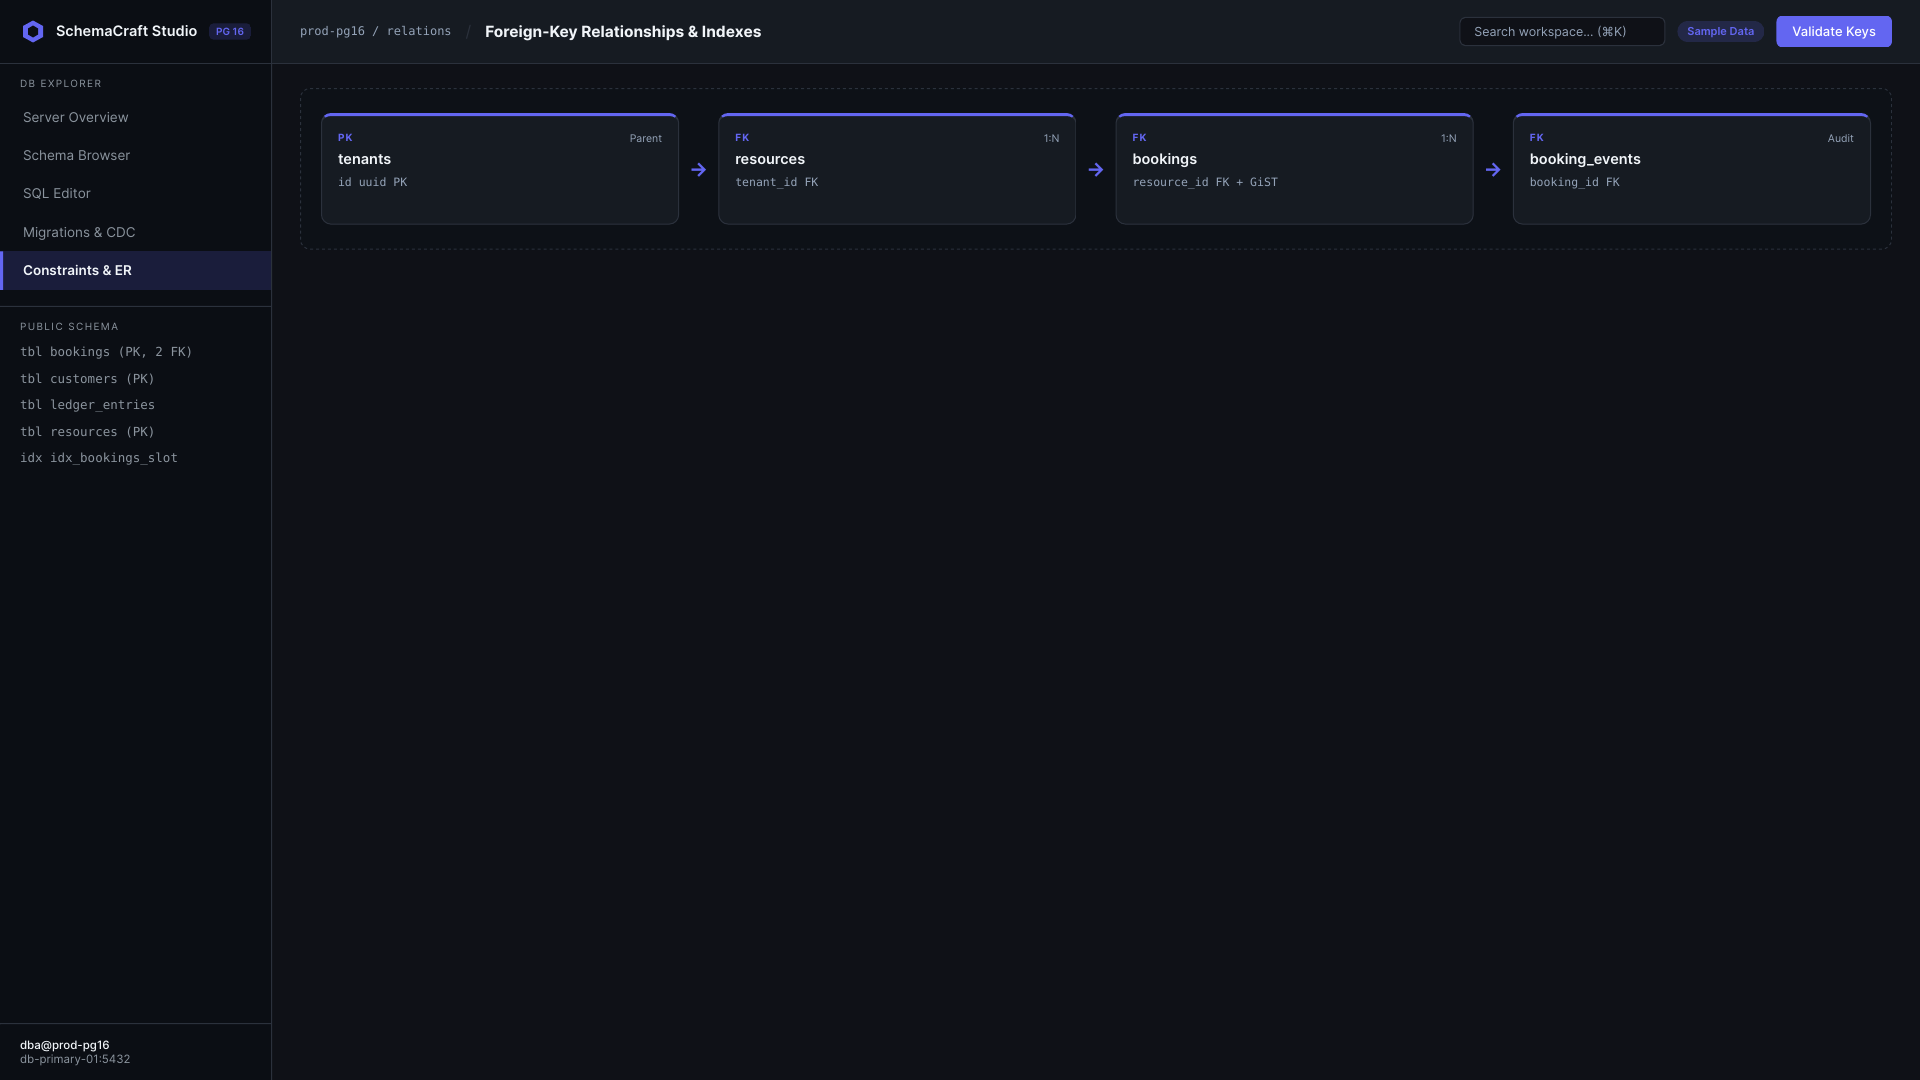 SchemaCraft Studio PG 16
DB EXPLORER
Server Overview
Schema Browser
SQL Editor
Migrations & CDC
Constraints & ER
PUBLIC SCHEMA
tbl bookings (PK, 2 FK)
tbl customers (PK)
tbl ledger_entries
tbl resources (PK)
idx idx_bookings_slot
dba@prod-pg16
db-primary-01:5432
prod-pg16 / relations / Foreign-Key Relationships & Indexes
Search workspace... (⌘K)
Sample Data
Validate Keys
PK Parent
tenants
id uuid PK
→
FK 1:N
resources
tenant_id FK
→
FK 1:N
bookings
resource_id FK + GiST
→
FK Audit
booking_events
booking_id FK